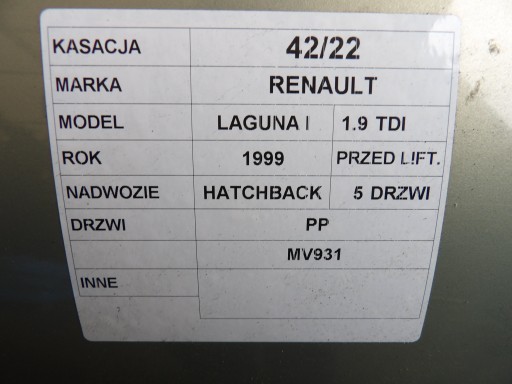 KASACJA 42/22
MARKA RENAULT
MODEL LAGUNA I 1.9 TDI
ROK 1999 PRZED LIFT.
NADWOZIE HATCHBACK 5 DRZWI
DRZWI PP
MV931
INNE